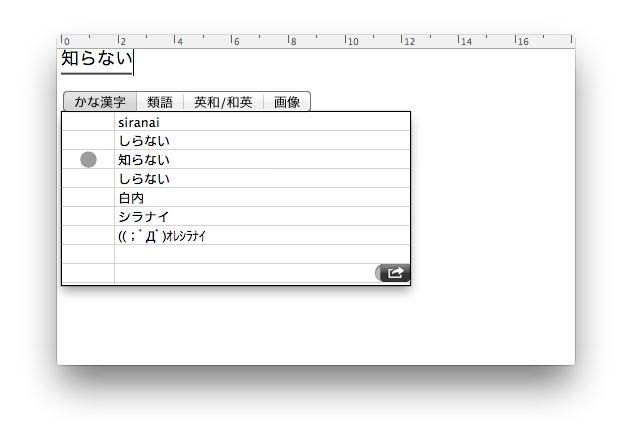 0 2 4 6 8 10 12 14 16
知らない
かな漢字 類語 英和/和英 画像
siranai
しらない
知らない
しらない
白内
シラナイ
((；ﾟДﾟ)ｵﾚｼﾗﾅｲ